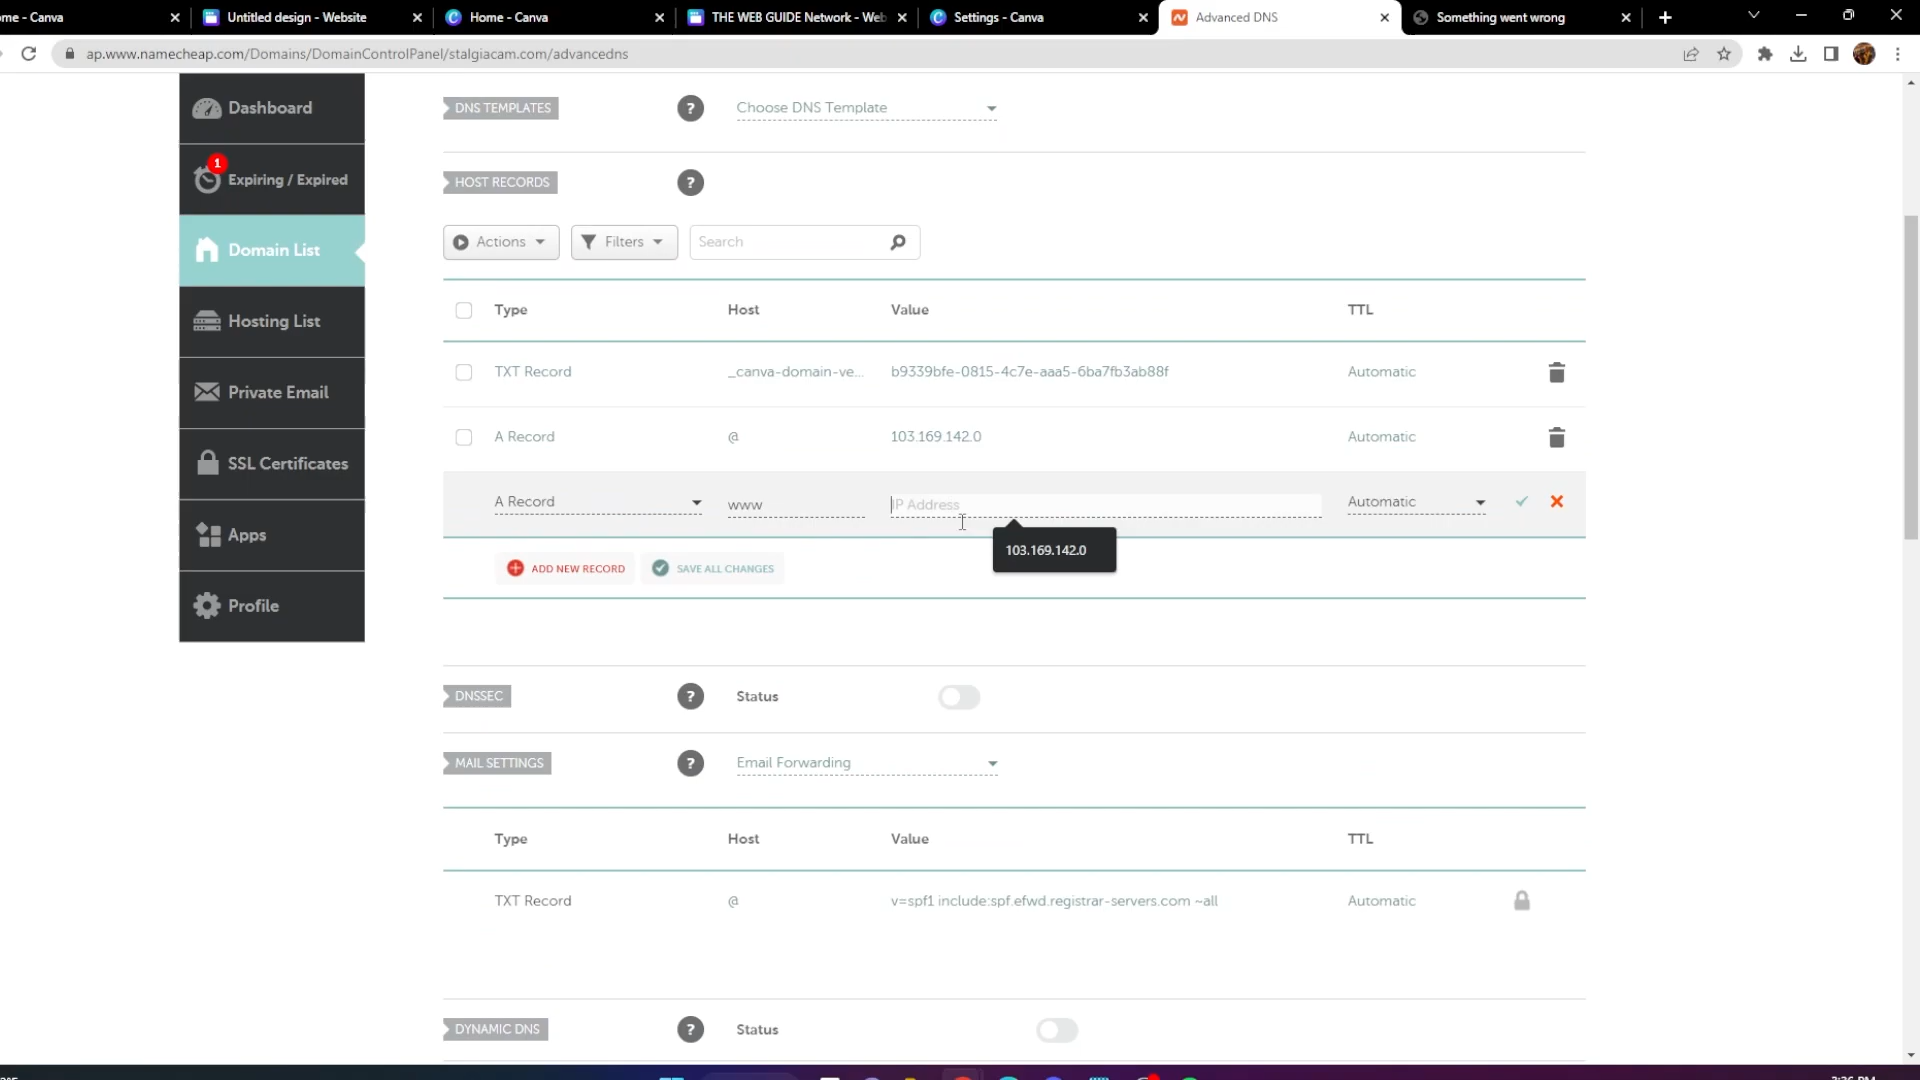 ome - Canva
Untitled design - Website
Home - Canva
THE WEB GUIDE Network - Web
Settings - Canva
Advanced DNS
Something went wrong
ap.www.namecheap.com/Domains/DomainControlPanel/stalgiacam.com/advancedns
Dashboard
DNS TEMPLATES
?
Choose DNS Template
1
Expiring / Expired
HOST RECORDS
?
Domain List
Actions
Filters
Search
Hosting List
Type
Host
Value
TTL
TXT Record
_canva-domain-ve...
b9339bfe-0815-4c7e-aaa5-6ba7fb3ab88f
Automatic
Private Email
A Record
@
103.169.142.0
Automatic
SSL Certificates
A Record
www
IP Address
Automatic
103.169.142.0
Apps
ADD NEW RECORD
SAVE ALL CHANGES
Profile
DNSSEC
?
Status
MAIL SETTINGS
?
Email Forwarding
Type
Host
Value
TTL
TXT Record
@
v=spf1 include:spf.efwd.registrar-servers.com ~all
Automatic
DYNAMIC DNS
?
Status